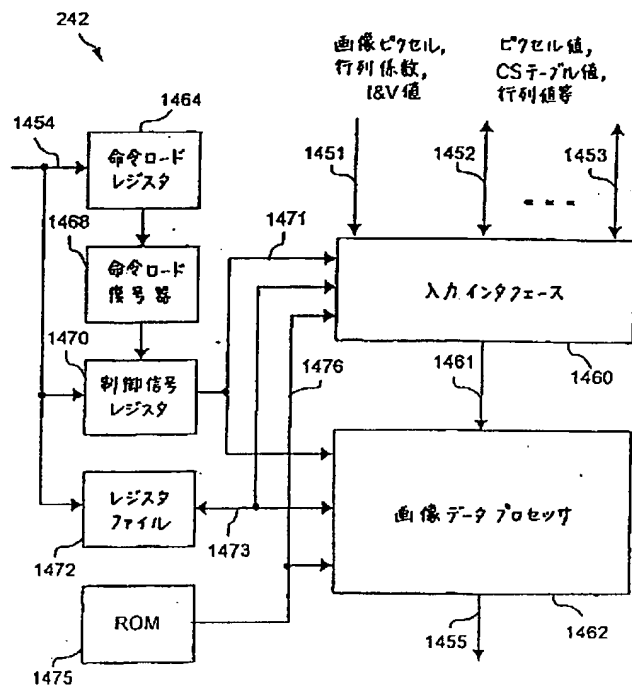 242
1464
1454
命令ロード
レジスタ
1468
命令ロード
復号器
1470
制御信号
レジスタ
レジスタ
ファイル
1472
ROM
1475
1471
1476
1473
画像ピクセル,
行列係数,
I&V値
ピクセル値,
CSテーブル値,
行列値等
1451
1452
1453
入力インタフェース
1461
1460
画像データプロセッサ
1455
1462